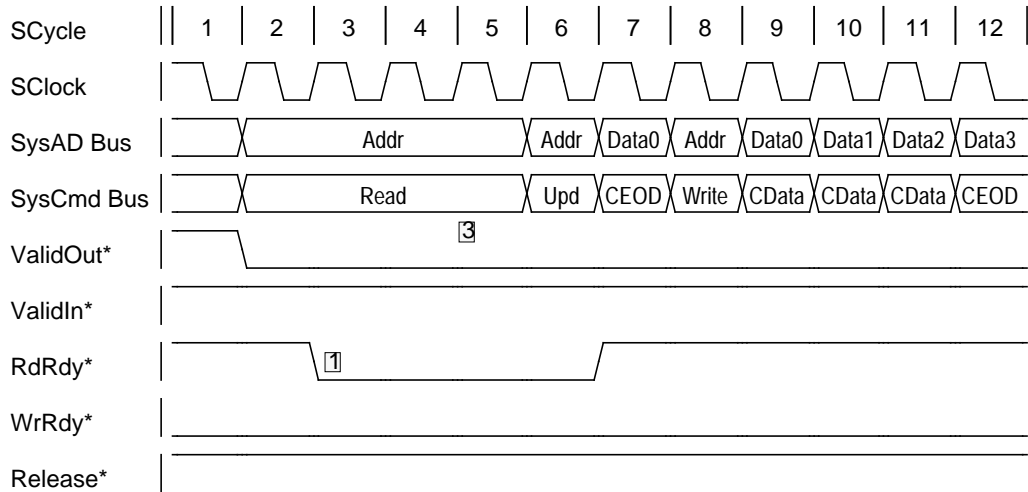 SCycle 1 2 3 4 5 6 7 8 9 10 11 12
SClock
SysAD Bus Addr Addr Data0 Addr Data0 Data1 Data2 Data3
SysCmd Bus Read Upd CEOD Write CData CData CData CEOD
3
ValidOut*
ValidIn*
RdRdy* 1
WrRdy*
Release*